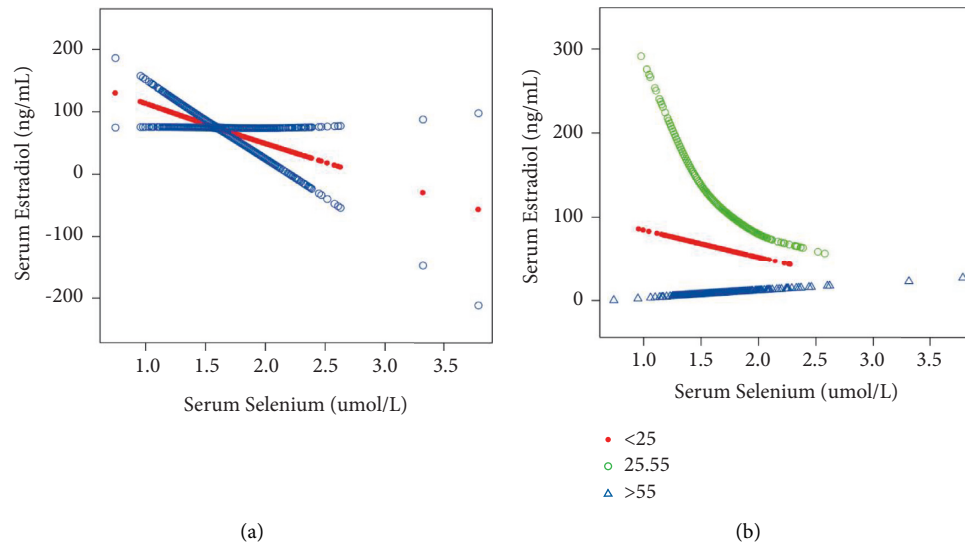 200
100
0
-100
-200
Serum Estradiol (ng/mL)
1.0 1.5 2.0 2.5 3.0 3.5
Serum Selenium (umol/L)
(a)
300
200
100
0
Serum Estradiol (ng/mL)
1.0 1.5 2.0 2.5 3.0 3.5
Serum Selenium (umol/L)
<25
25.55
>55
(b)